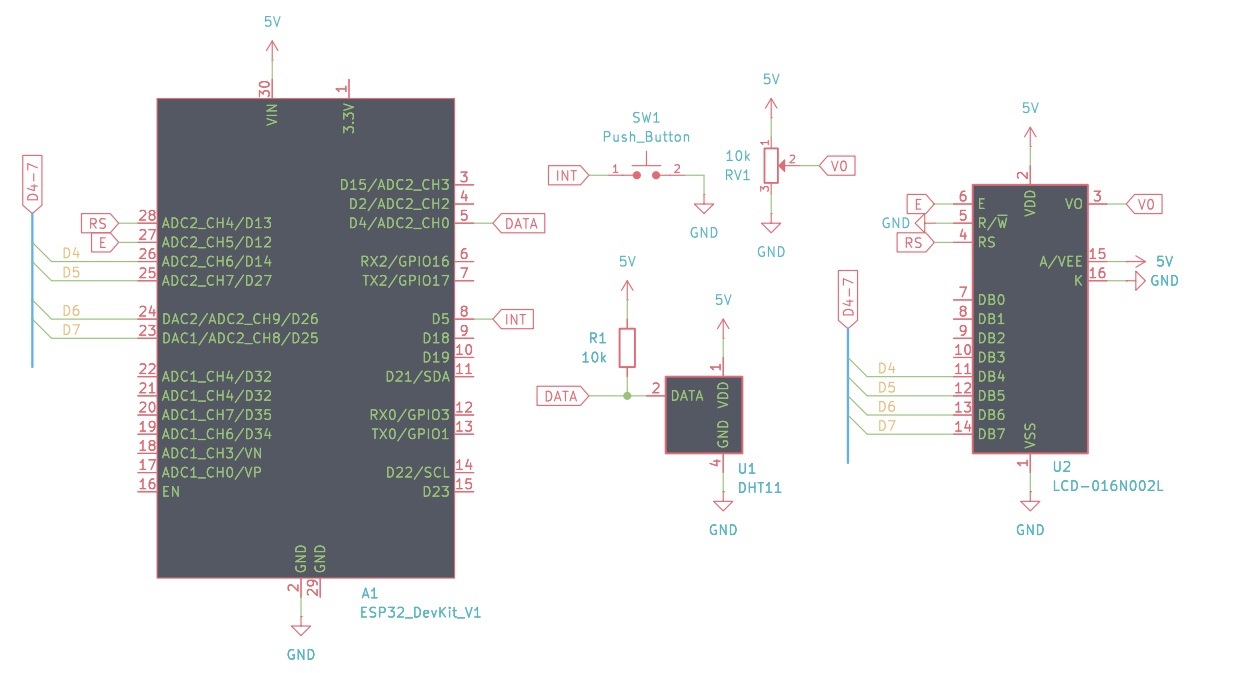 5V
30
VIN
1
3.3V
D4-7
RS
28
ADC2_CH4/D13
E
27
ADC2_CH5/D12
D4
26
ADC2_CH6/D14
D5
25
ADC2_CH7/D27
D6
24
DAC2/ADC2_CH9/D26
D7
23
DAC1/ADC2_CH8/D25
22
ADC1_CH4/D32
21
ADC1_CH4/D32
20
ADC1_CH7/D35
19
ADC1_CH6/D34
18
ADC1_CH3/VN
17
ADC1_CH0/VP
16
EN
D15/ADC2_CH3
3
D2/ADC2_CH2
4
D4/ADC2_CH0
5
DATA
RX2/GPIO16
6
TX2/GPIO17
7
D5
8
INT
D18
9
D19
10
D21/SDA
11
RX0/GPIO3
12
TX0/GPIO1
13
D22/SCL
14
D23
15
GND
2
GND
29
GND
A1
ESP32_DevKit_V1
SW1
Push_Button
INT
1
2
GND
5V
10k
RV1
1
2
3
VO
GND
5V
R1
10k
DATA
2
DATA
5V
1
VDD
GND
4
GND
U1
DHT11
5V
2
VDD
E
6
E
GND
5
R/W̅
RS
4
RS
VO
3
VO
A/VEE
15
5V
K
16
GND
D4-7
7
DB0
8
DB1
9
DB2
10
DB3
D4
11
DB4
D5
12
DB5
D6
13
DB6
D7
14
DB7
VSS
1
GND
U2
LCD-016N002L